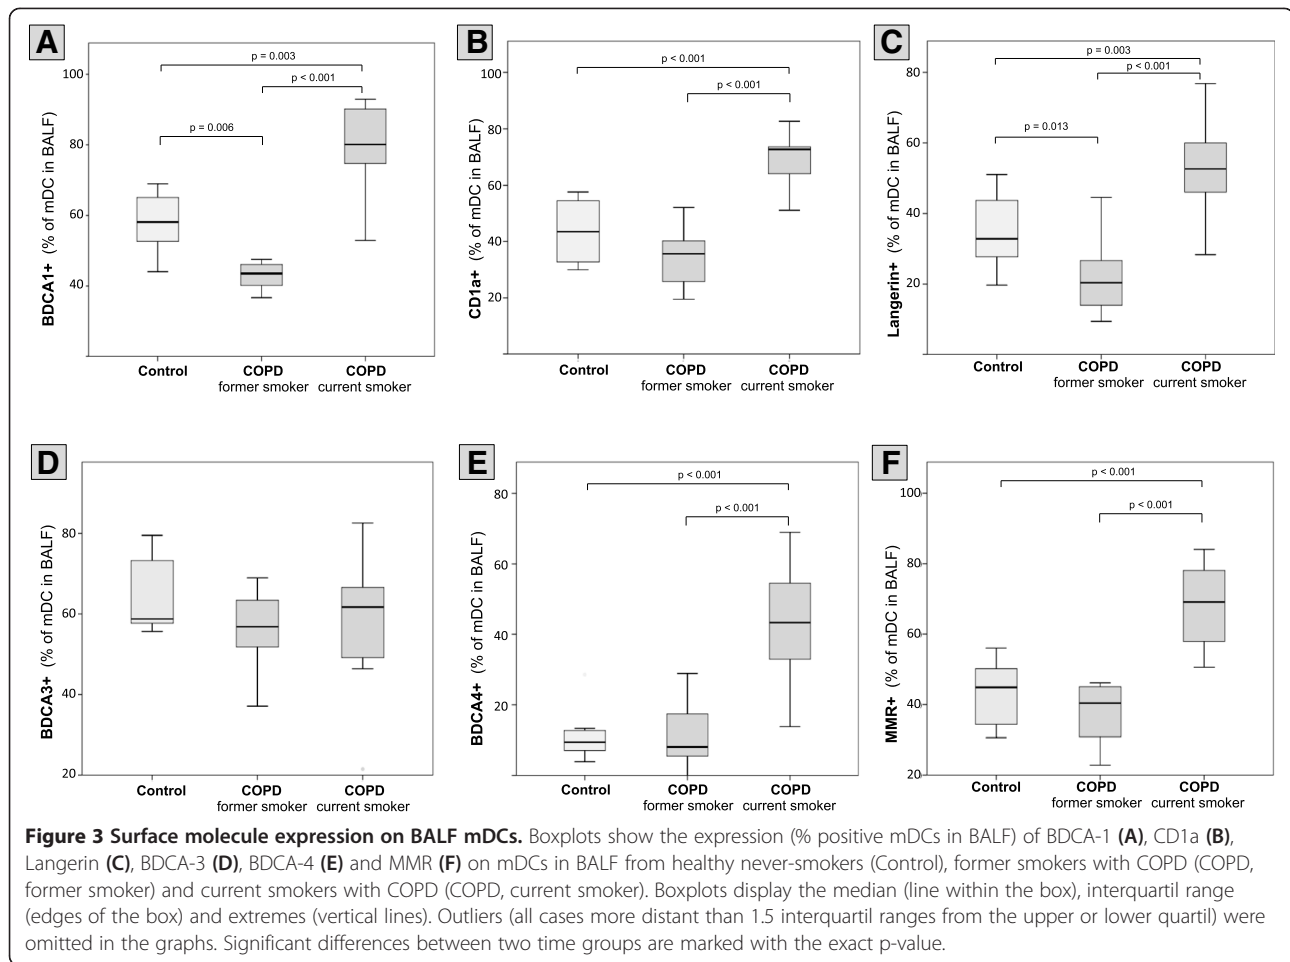 A
p = 0.003
p < 0.001
p = 0.006
100
80
60
40
BDCA1+ (% of mDC in BALF)
Control
COPD
former smoker
COPD
current smoker
B
p < 0.001
p < 0.001
100
80
60
40
20
CD1a+ (% of mDC in BALF)
Control
COPD
former smoker
COPD
current smoker
C
p = 0.003
p < 0.001
p = 0.013
80
60
40
20
Langerin+ (% of mDC in BALF)
Control
COPD
former smoker
COPD
current smoker
D
80
60
40
20
BDCA3+ (% of mDC in BALF)
Control
COPD
former smoker
COPD
current smoker
E
p < 0.001
p < 0.001
80
60
40
20
BDCA4+ (% of mDC in BALF)
Control
COPD
former smoker
COPD
current smoker
F
p < 0.001
p < 0.001
100
80
60
40
20
MMR+ (% of mDC in BALF)
Control
COPD
former smoker
COPD
current smoker
Figure 3 Surface molecule expression on BALF mDCs. Boxplots show the expression (% positive mDCs in BALF) of BDCA-1 (A), CD1a (B),
Langerin (C), BDCA-3 (D), BDCA-4 (E) and MMR (F) on mDCs in BALF from healthy never-smokers (Control), former smokers with COPD (COPD,
former smoker) and current smokers with COPD (COPD, current smoker). Boxplots display the median (line within the box), interquartil range
(edges of the box) and extremes (vertical lines). Outliers (all cases more distant than 1.5 interquartil ranges from the upper or lower quartil) were
omitted in the graphs. Significant differences between two time groups are marked with the exact p-value.